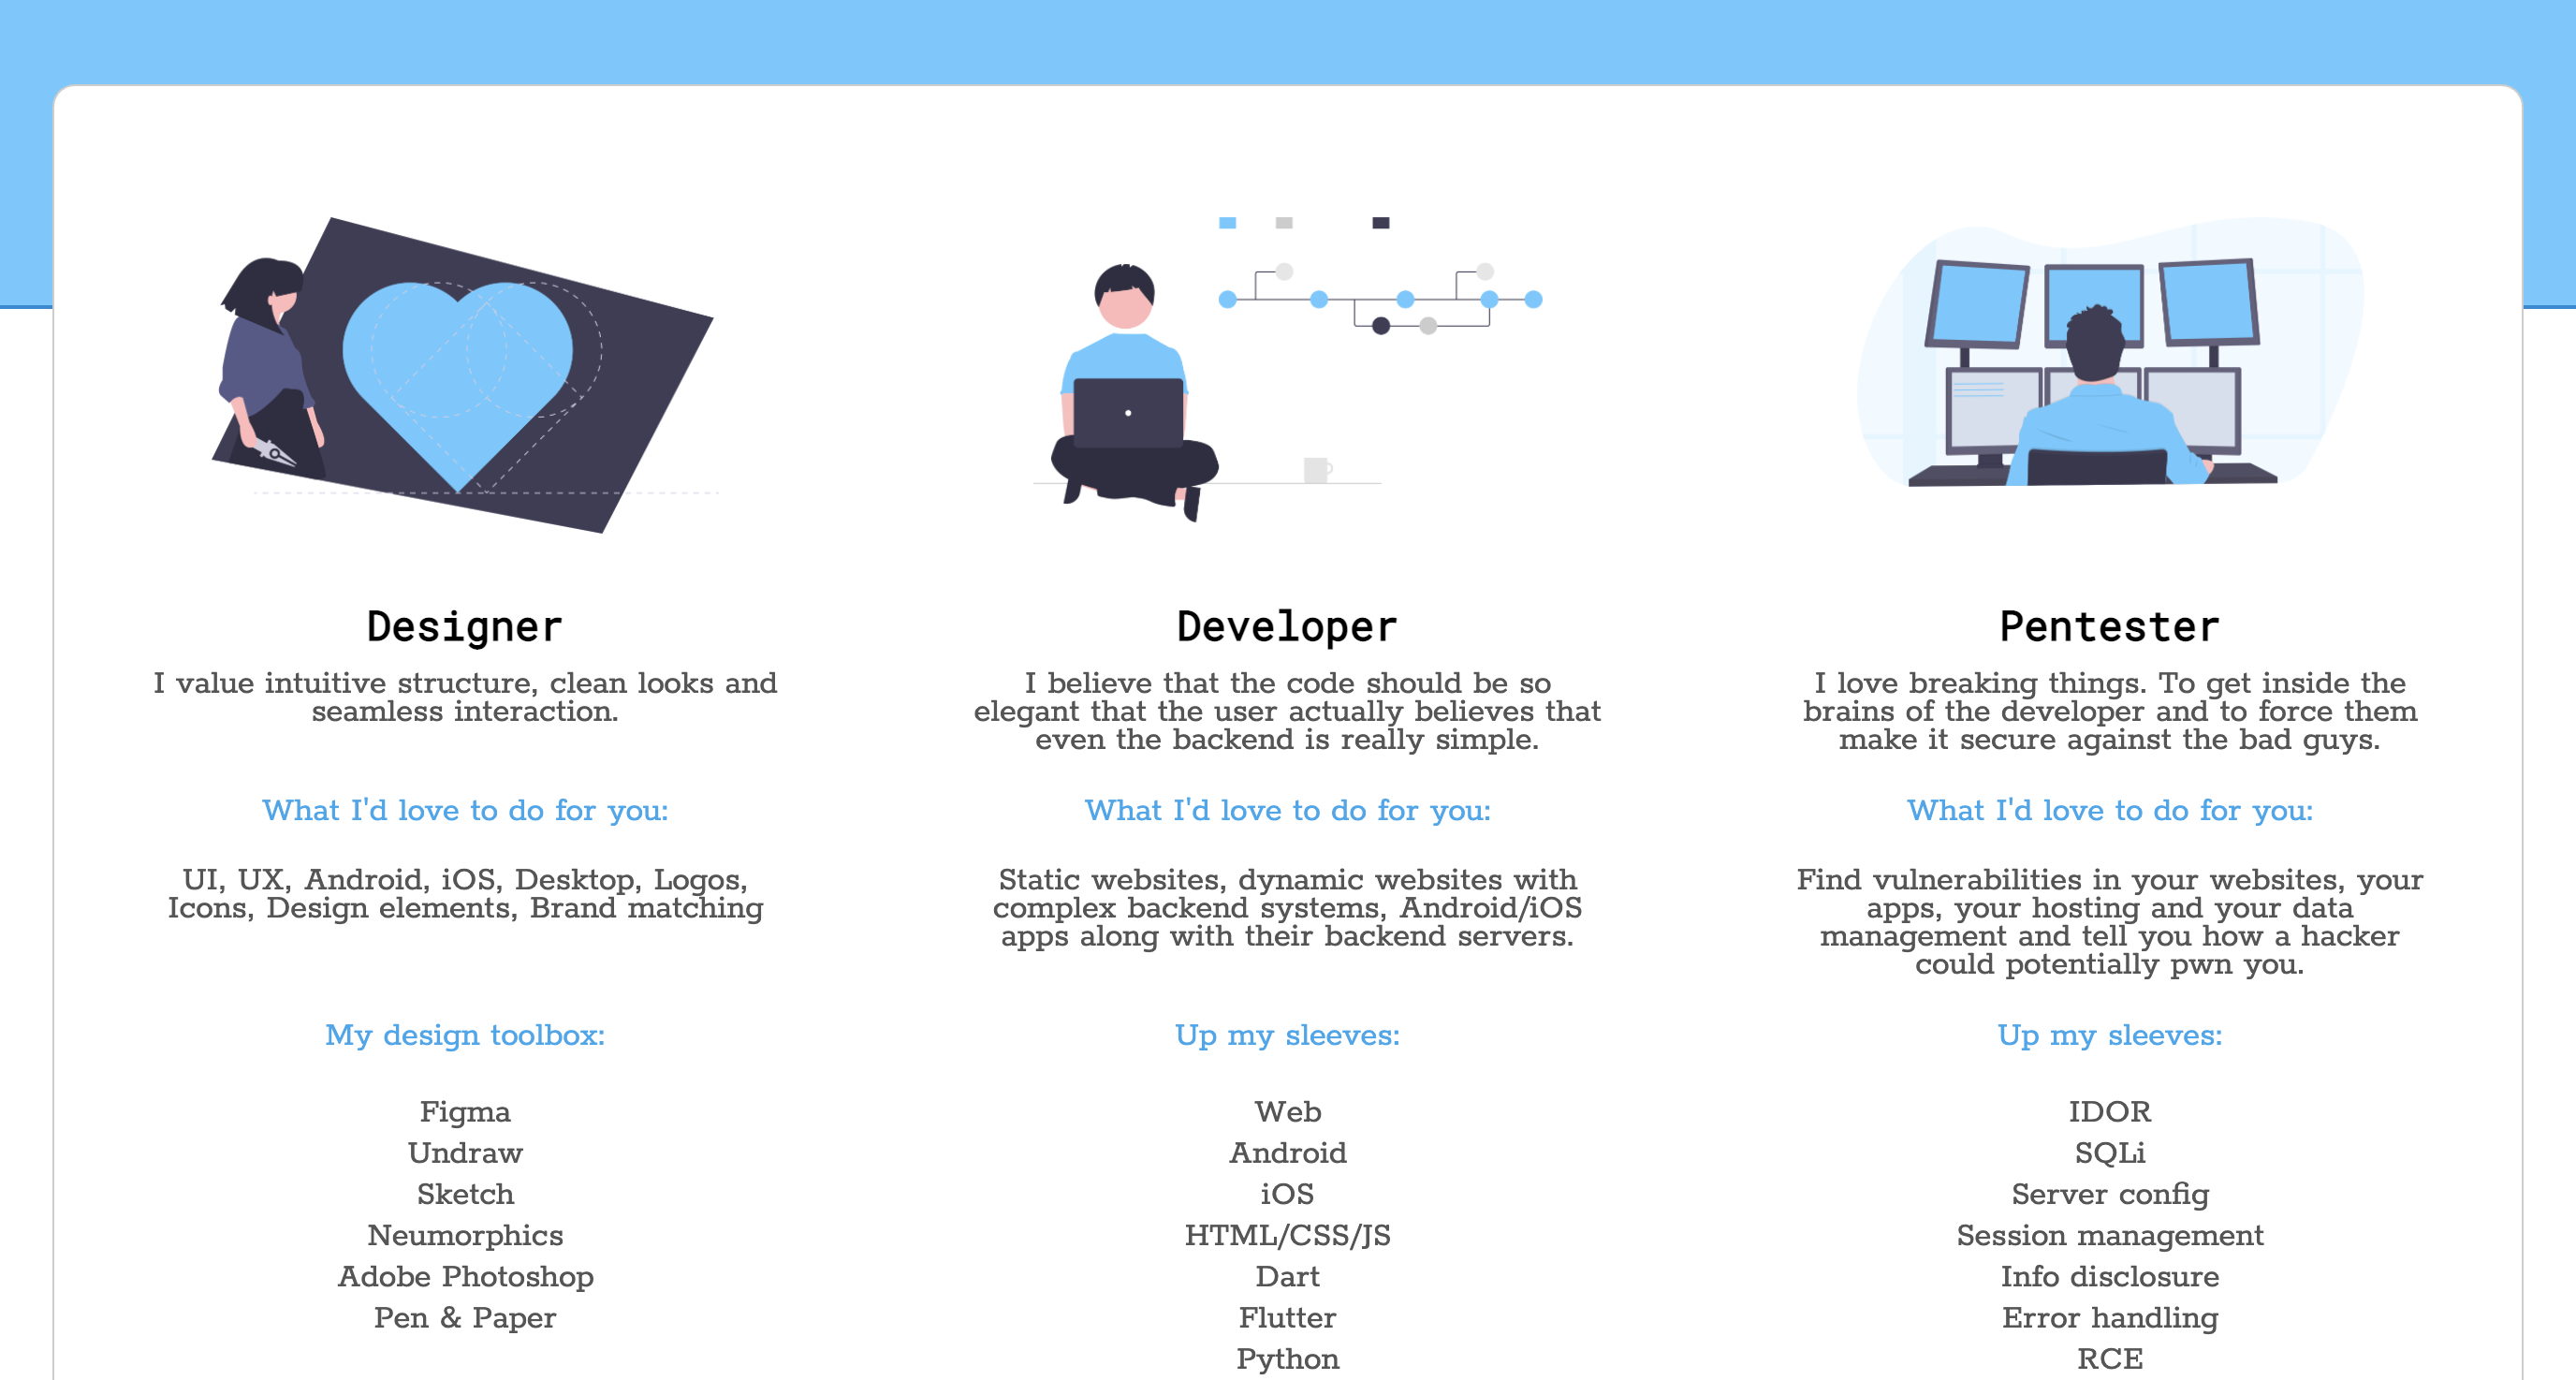 Designer
I value intuitive structure, clean looks and
seamless interaction.
What I'd love to do for you:
UI, UX, Android, iOS, Desktop, Logos,
Icons, Design elements, Brand matching
My design toolbox:
Figma
Undraw
Sketch
Neumorphics
Adobe Photoshop
Pen & Paper
Developer
I believe that the code should be so
elegant that the user actually believes that
even the backend is really simple.
What I'd love to do for you:
Static websites, dynamic websites with
complex backend systems, Android/iOS
apps along with their backend servers.
Up my sleeves:
Web
Android
iOS
HTML/CSS/JS
Dart
Flutter
Python
Pentester
I love breaking things. To get inside the
brains of the developer and to force them
make it secure against the bad guys.
What I'd love to do for you:
Find vulnerabilities in your websites, your
apps, your hosting and your data
management and tell you how a hacker
could potentially pwn you.
Up my sleeves:
IDOR
SQLi
Server config
Session management
Info disclosure
Error handling
RCE